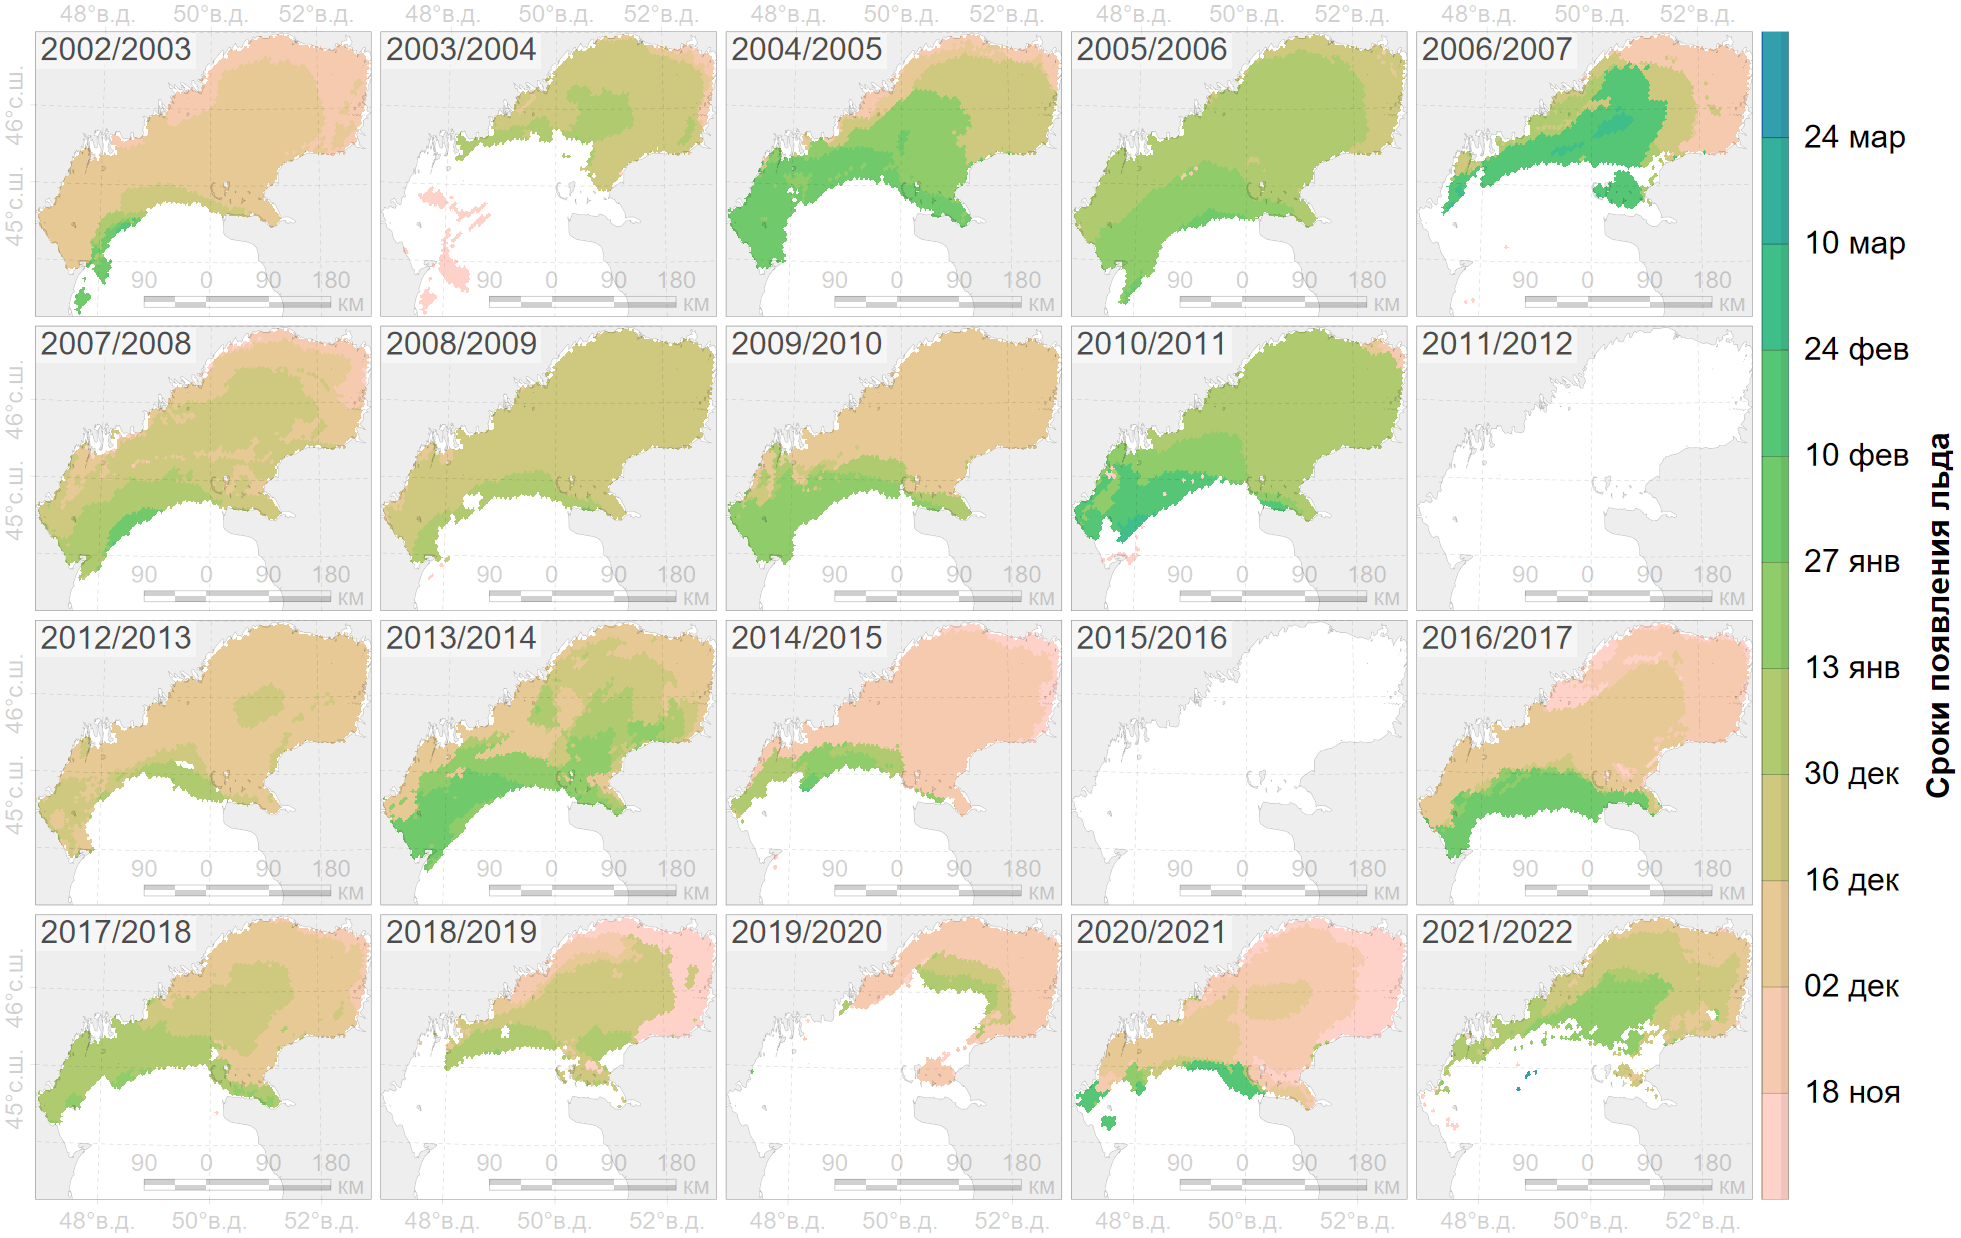 48°в.д. 50°в.д. 52°в.д. 48°в.д. 50°в.д. 52°в.д. 48°в.д. 50°в.д. 52°в.д. 48°в.д. 50°в.д. 52°в.д. 48°в.д. 50°в.д. 52°в.д.
2002/2003 2003/2004 2004/2005 2005/2006 2006/2007
46°с.ш.
45°с.ш.
90 0 90 180 90 0 90 180 90 0 90 180 90 0 90 180 90 0 90 180
км км км км км
2007/2008 2008/2009 2009/2010 2010/2011 2011/2012
46°с.ш.
45°с.ш.
90 0 90 180 90 0 90 180 90 0 90 180 90 0 90 180 90 0 90 180
км км км км км
2012/2013 2013/2014 2014/2015 2015/2016 2016/2017
46°с.ш.
45°с.ш.
90 0 90 180 90 0 90 180 90 0 90 180 90 0 90 180 90 0 90 180
км км км км км
2017/2018 2018/2019 2019/2020 2020/2021 2021/2022
46°с.ш.
45°с.ш.
90 0 90 180 90 0 90 180 90 0 90 180 90 0 90 180 90 0 90 180
км км км км км
48°в.д. 50°в.д. 52°в.д. 48°в.д. 50°в.д. 52°в.д. 48°в.д. 50°в.д. 52°в.д. 48°в.д. 50°в.д. 52°в.д. 48°в.д. 50°в.д. 52°в.д.
24 мар
10 мар
24 фев
10 фев
27 янв
13 янв
30 дек
16 дек
02 дек
18 ноя
Сроки появления льда